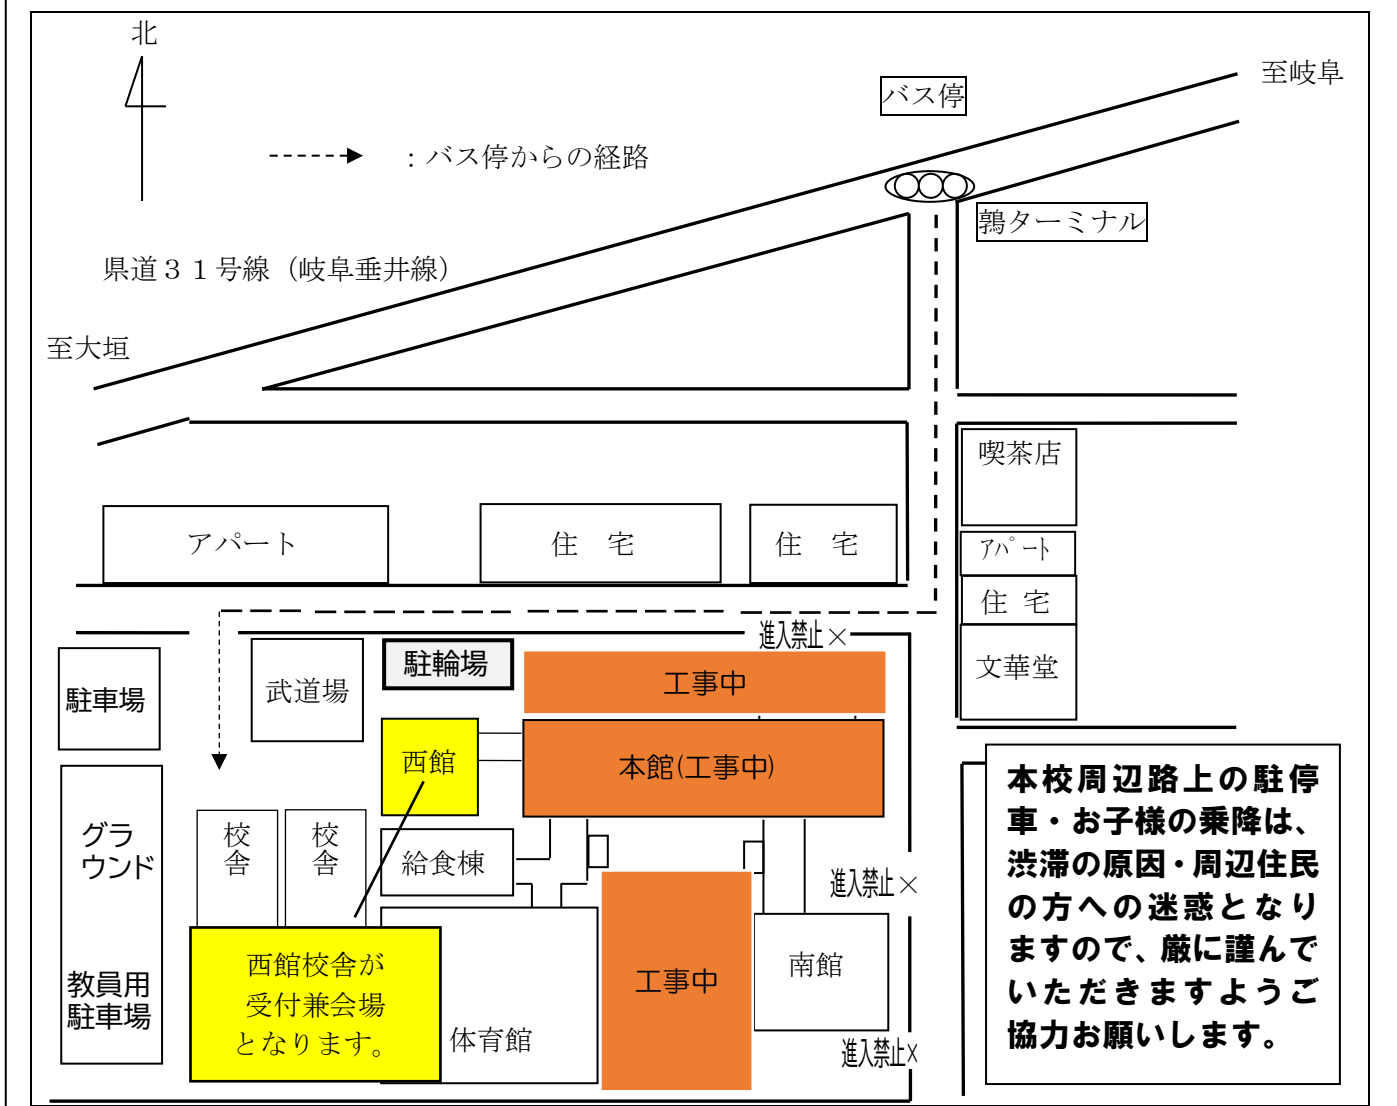 北
至岐阜
バス停
：バス停からの経路
鶉ターミナル
県道３１号線（岐阜垂井線）
至大垣
喫茶店
アパート
住　宅
住　宅
ｱﾊﾟｰﾄ
住 宅
文華堂
進入禁止×
駐車場
武道場
駐輪場
工事中
西館
本館(工事中)
グラ
ウンド
校
舎
校
舎
給食棟
進入禁止×
教員用
駐車場
西館校舎が
受付兼会場
となります。
体育館
工事中
南館
進入禁止×
本校周辺路上の駐停
車・お子様の乗降は、
渋滞の原因・周辺住民
の方への迷惑となり
ますので、厳に謹んで
いただきますようご
協力お願いします。